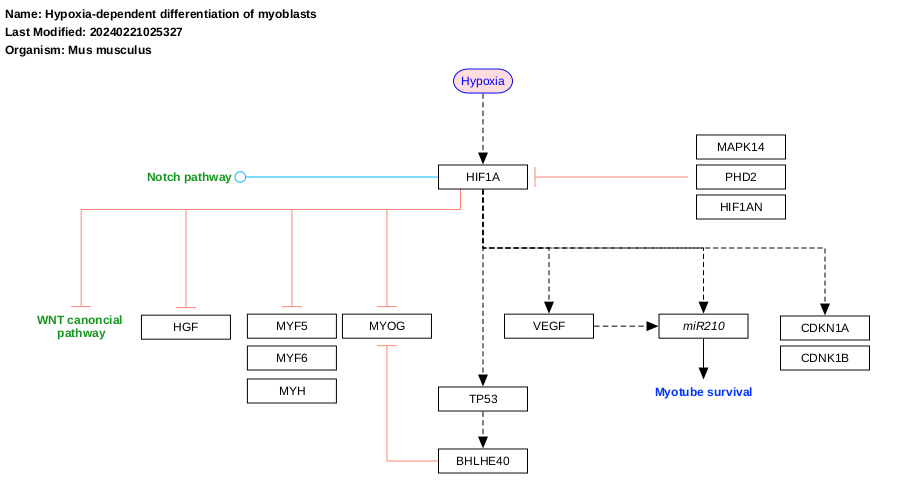 Name: Hypoxia-dependent differentiation of myoblasts
Last Modified: 20240221025327
Organism: Mus musculus
Hypoxia
MAPK14
Notch pathway
HIF1A
PHD2
HIF1AN
WNT canoncial
pathway
HGF
MYF5
MYOG
VEGF
miR210
CDKN1A
MYF6
CDNK1B
MYH
TP53
Myotube survival
BHLHE40